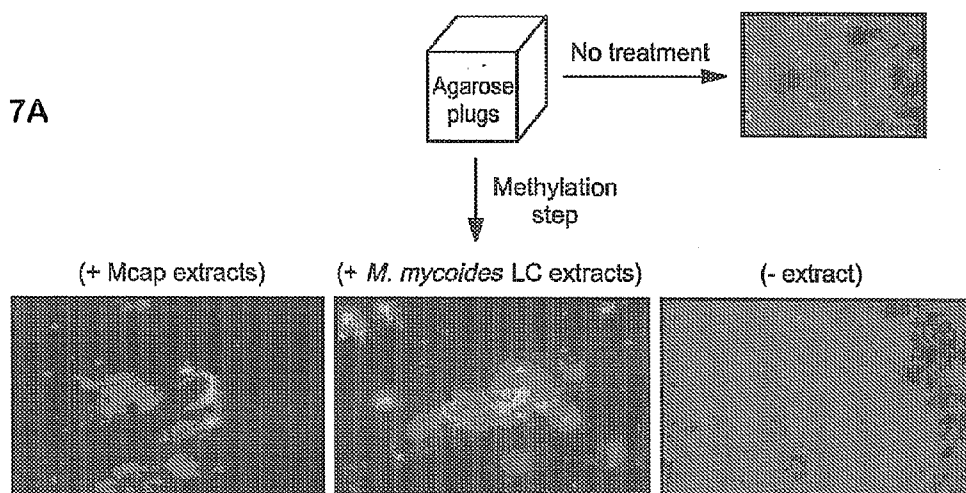 7A
Agarose
plugs
No treatment
Methylation
step
(+ Mcap extracts)
(+ M. mycoides LC extracts)
(- extract)